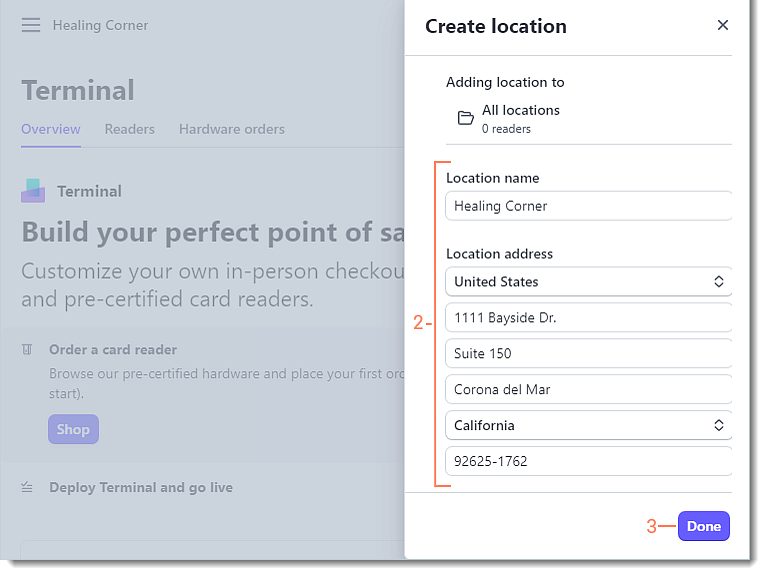 Healing Corner
Terminal
Overview Readers Hardware orders
Terminal
Build your perfect point of sa
Customize your own in-person checkou
and pre-certified card readers.
Order a card reader
Browse our pre-certified hardware and place your first ord
start).
Shop
Deploy Terminal and go live
Create location
Adding location to
All locations
0 readers
Location name
Healing Corner
Location address
United States
2
1111 Bayside Dr.
Suite 150
Corona del Mar
California
92625-1762
3 Done